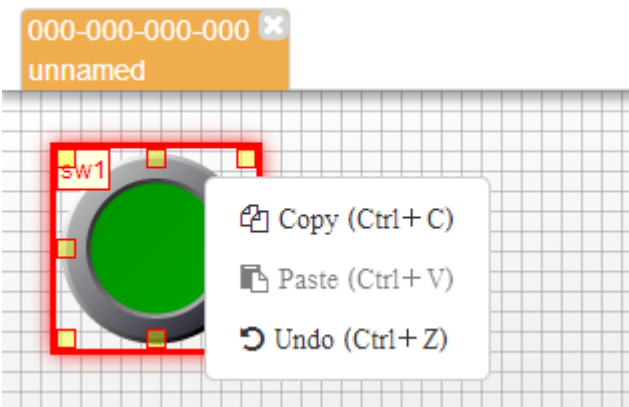 000-000-000-000
unnamed
sw1
Copy (Ctrl+C)
Paste (Ctrl+V)
Undo (Ctrl+Z)